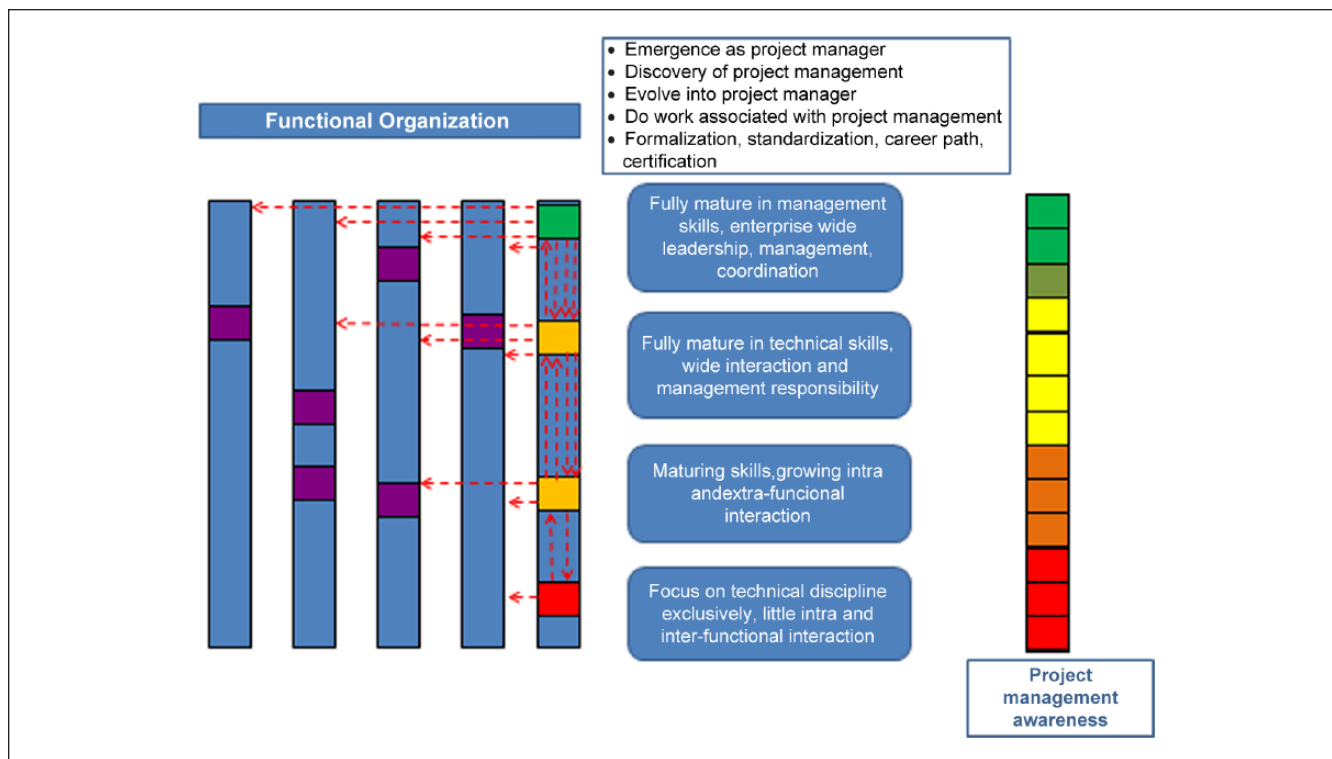 • Emergence as project manager
• Discovery of project management
• Evolve into project manager
• Do work associated with project management
• Formalization, standardization, career path,
certification
Functional Organization
Fully mature in management
skills, enterprise wide
leadership, management,
coordination
Fully mature in technical skills,
wide interaction and
management responsibility
Maturing skills,growing intra
andextra-funcional
interaction
Focus on technical discipline
exclusively, little intra and
inter-functional interaction
Project
management
awareness